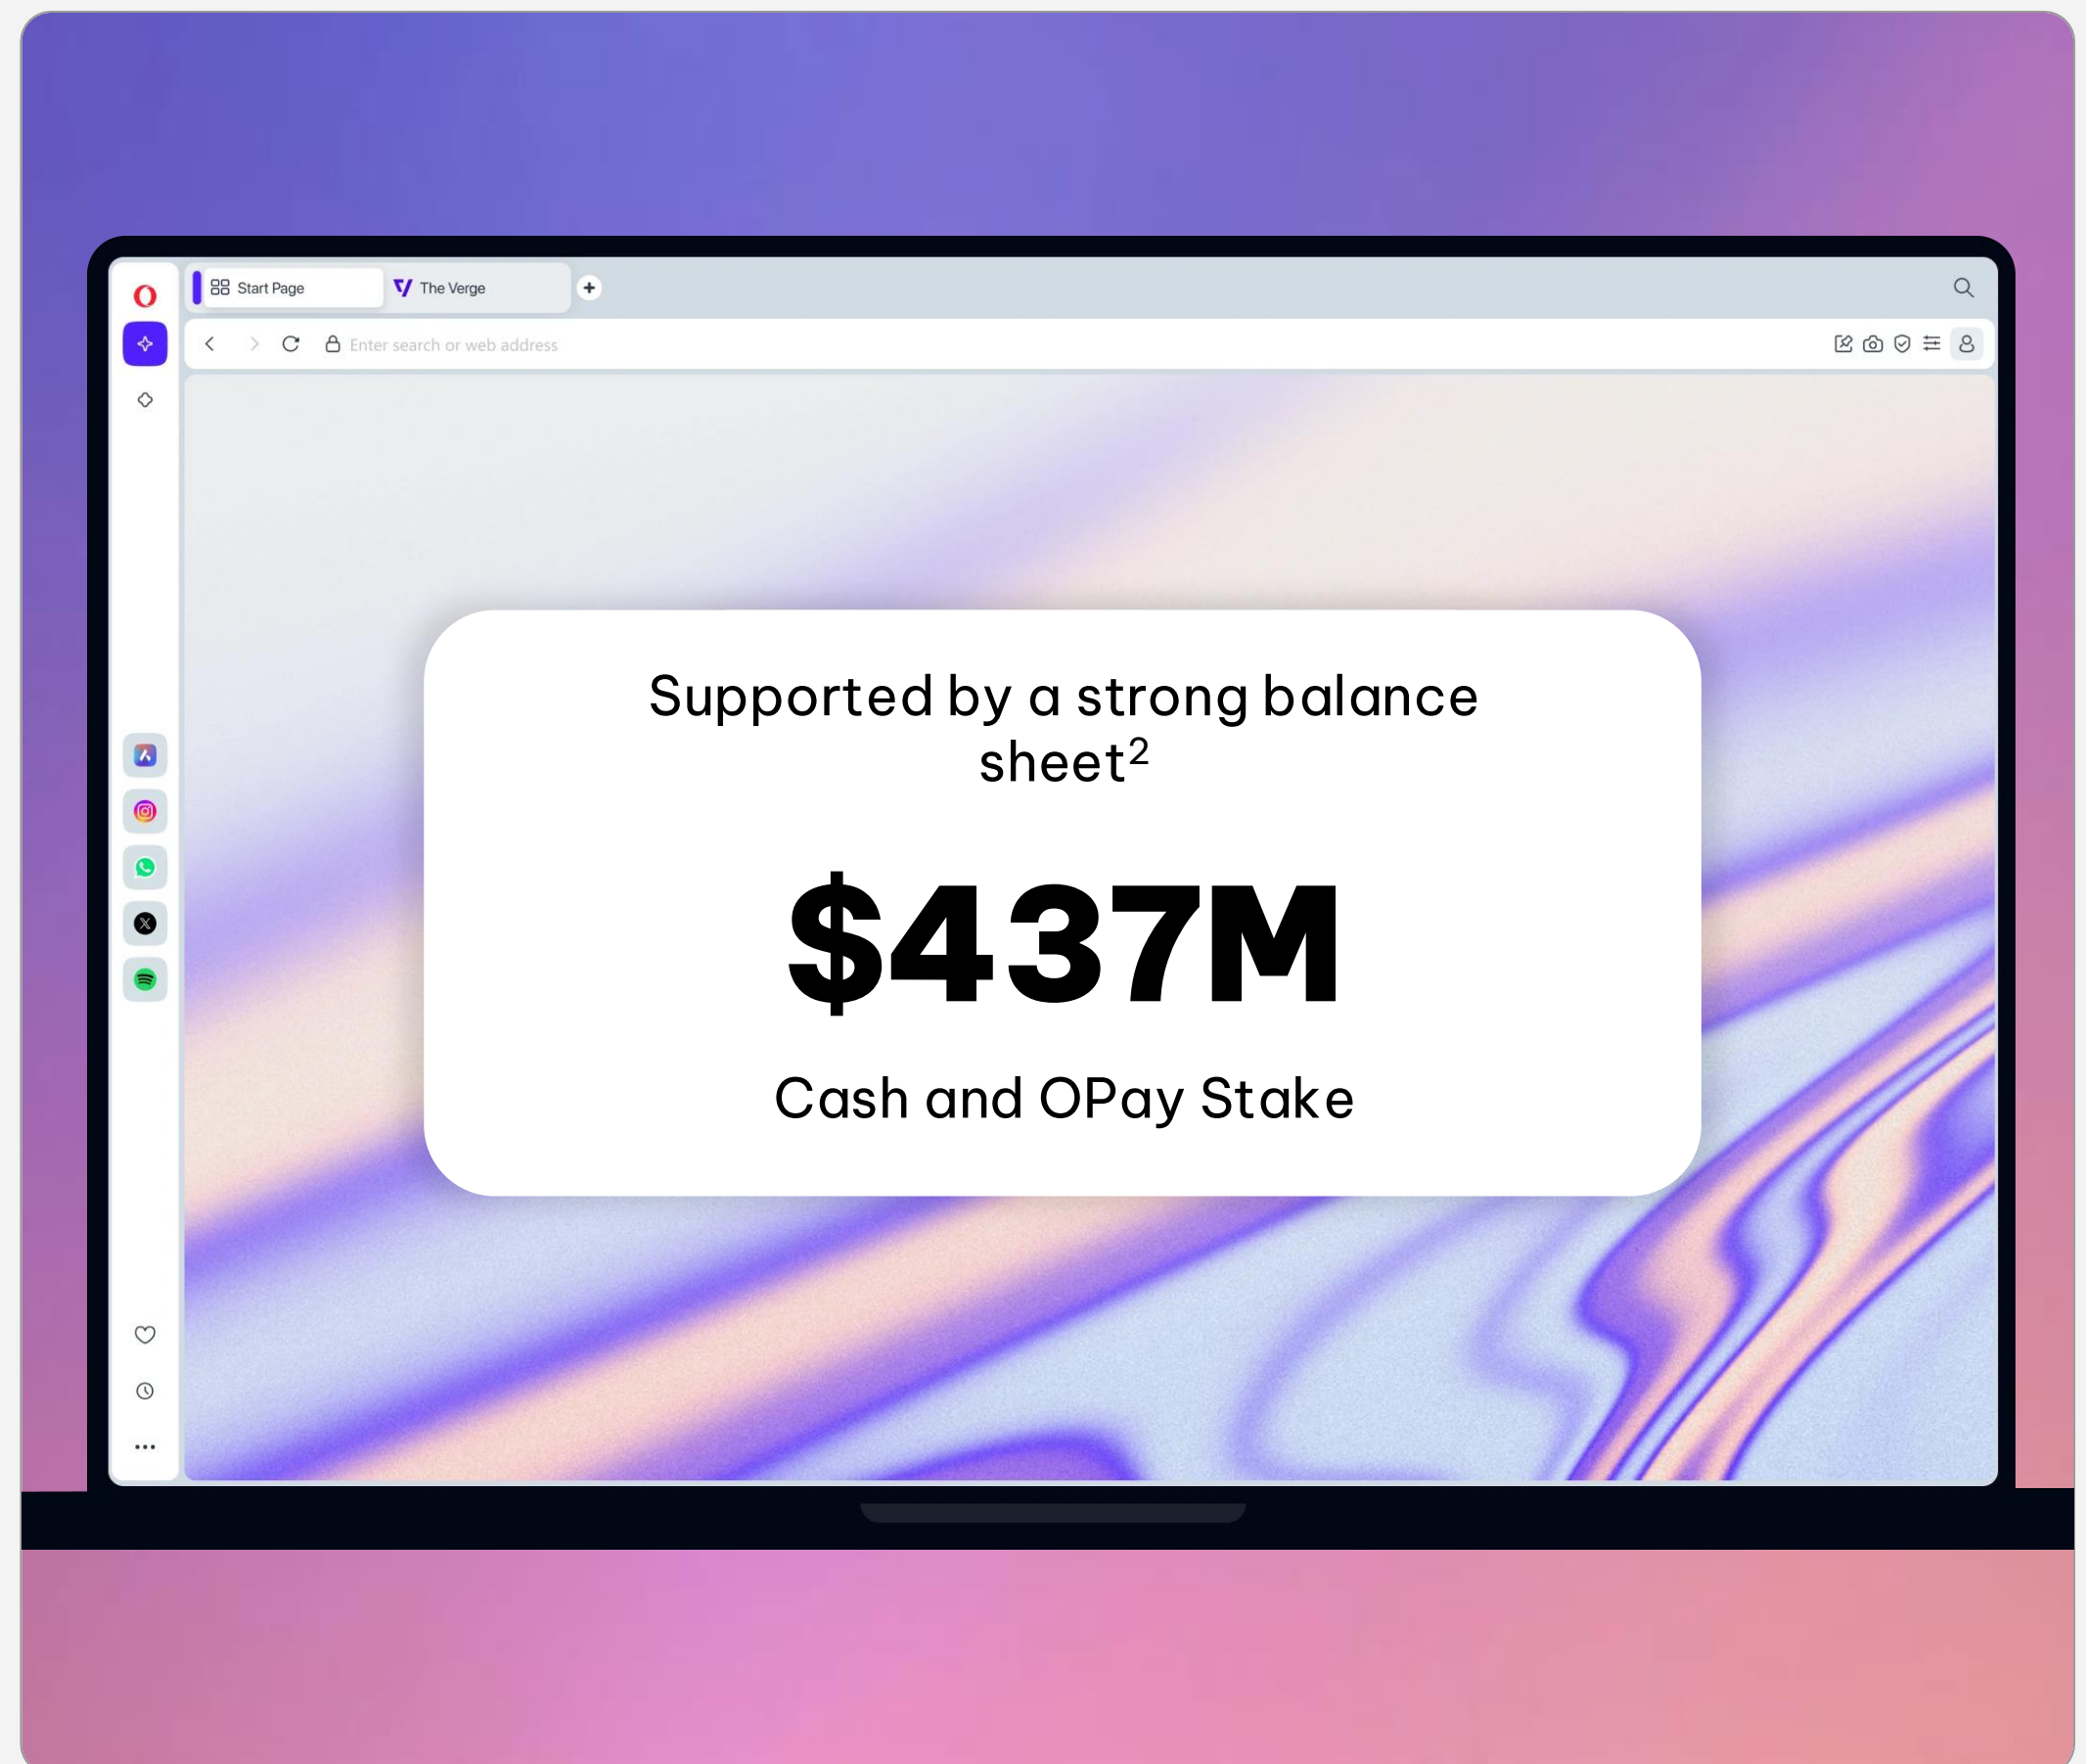 Start Page
The Verge
Enter search or web address
Supported by a strong balance
sheet²
$437M
Cash and OPay Stake